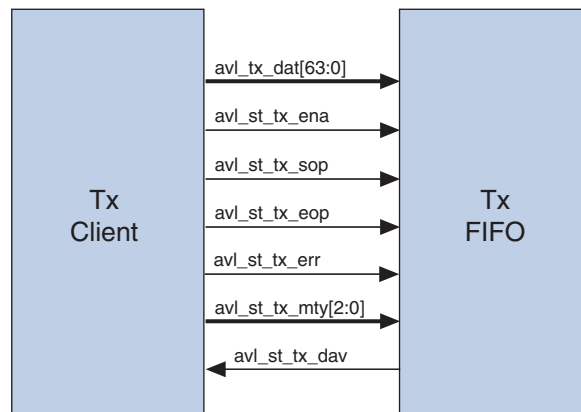 avl_tx_dat[63:0]
avl_st_tx_ena
avl_st_tx_sop
Tx
Client
Tx
FIFO
avl_st_tx_eop
avl_st_tx_err
avl_st_tx_mty[2:0]
avl_st_tx_dav